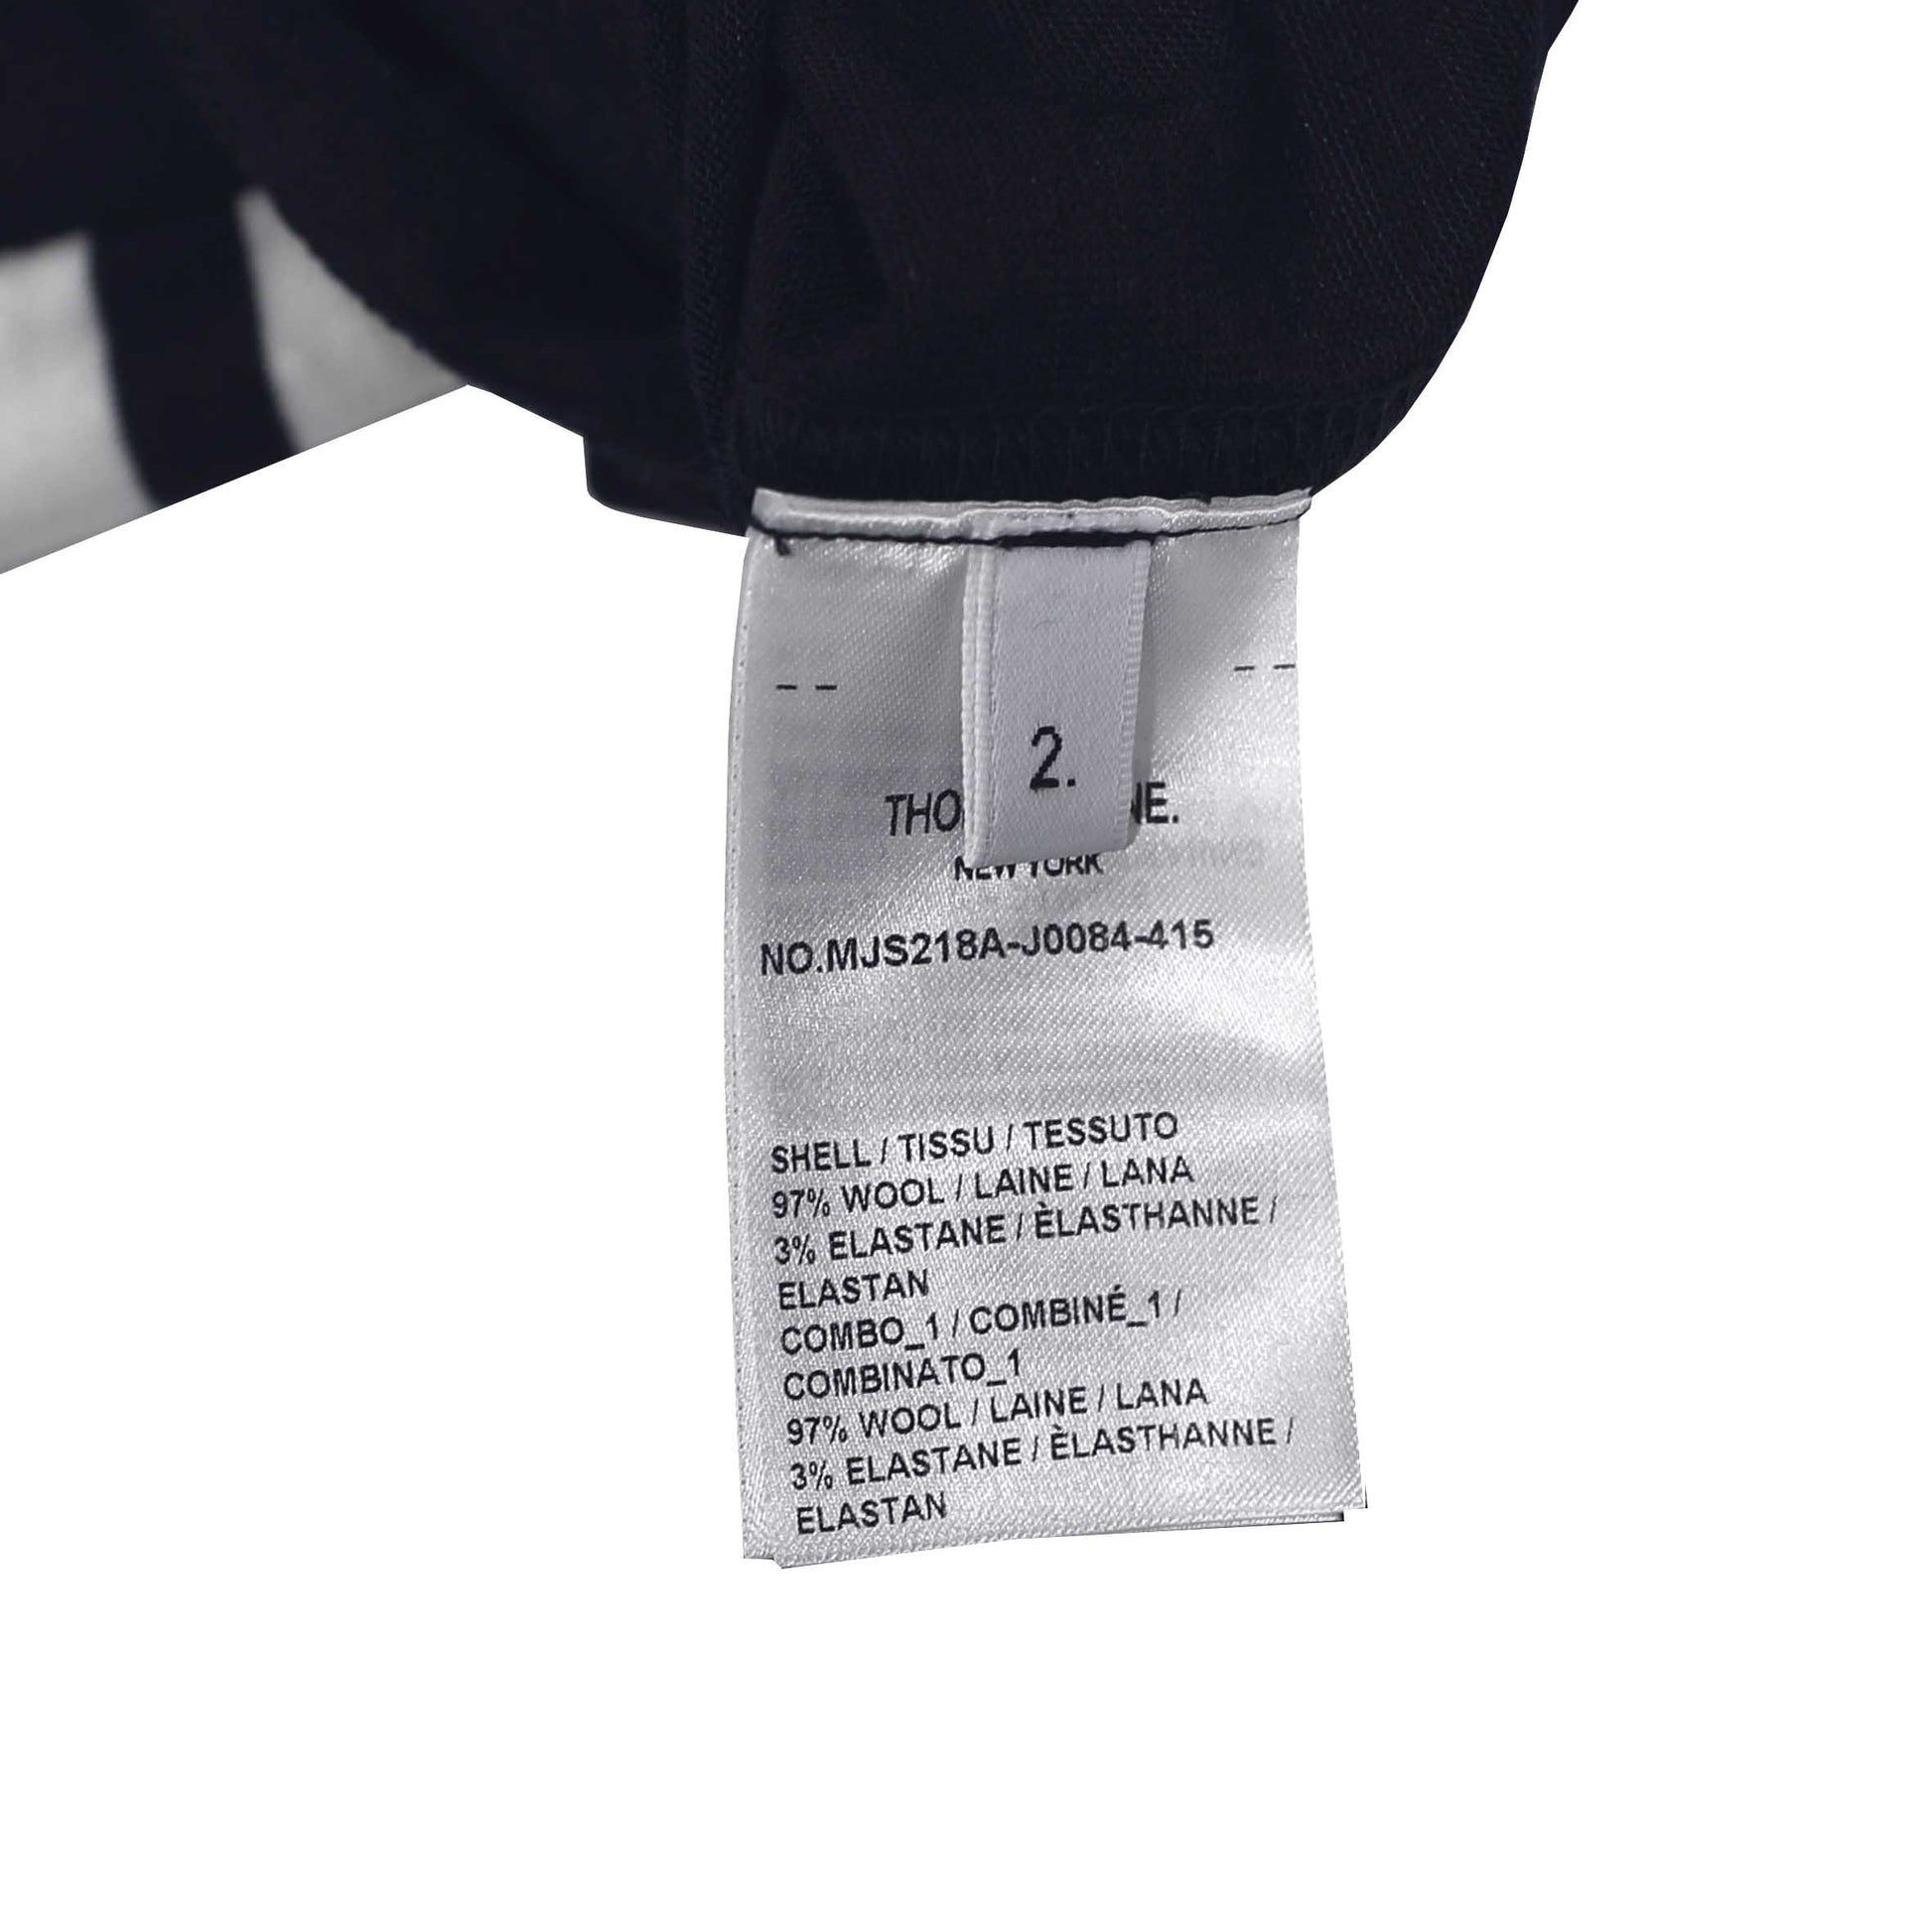 2.
THO NE.
NEW YORK
NO.MJS218A-J0084-415
SHELL / TISSU / TESSUTO
97% WOOL / LAINE / LANA
3% ELASTANE / ÈLASTHANNE /
ELASTAN
COMBO_1 / COMBINÉ_1 /
COMBINATO_1
97% WOOL / LAINE / LANA
3% ELASTANE / ÈLASTHANNE /
ELASTAN